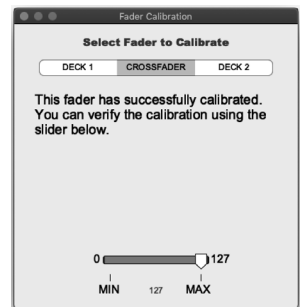 Fader Calibration
Select Fader to Calibrate
DECK 1 CROSSFADER DECK 2
This fader has successfully calibrated.
You can verify the calibration using the
slider below.
0 127
MIN 127 MAX